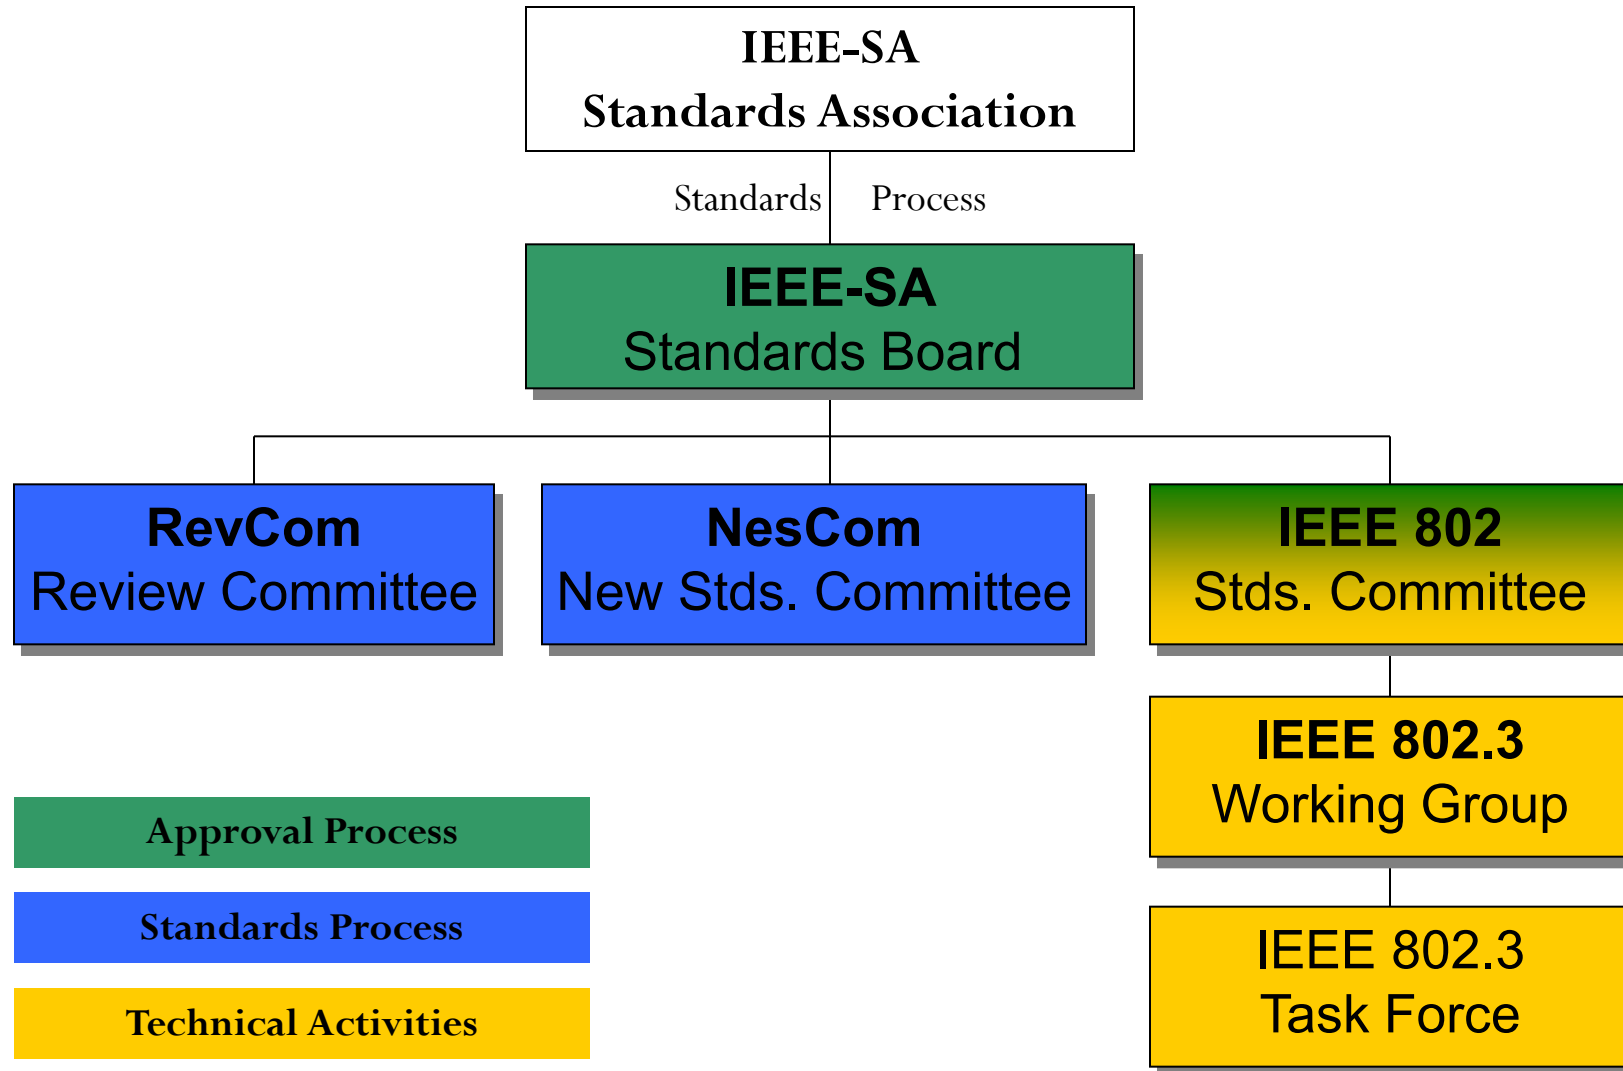 IEEE-SA
Standards Association
Standards Process
IEEE-SA
Standards Board
RevCom
Review Committee
NesCom
New Stds. Committee
IEEE 802
Stds. Committee
IEEE 802.3
Working Group
IEEE 802.3
Task Force
Approval Process
Standards Process
Technical Activities